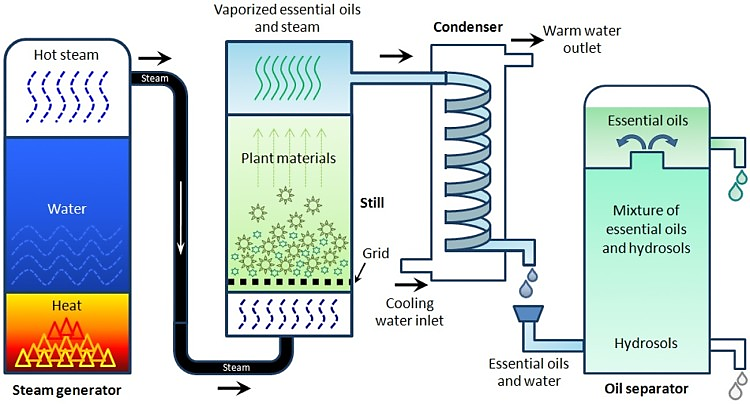 Vaporized essential oils
and steam
Condenser
Warm water
outlet
Hot steam
Steam
Essential oils
Plant materials
Water
Still
Mixture of
essential oils
and hydrosols
Grid
Heat
Cooling
water inlet
Hydrosols
Steam
Essential oils
and water
Steam generator
Oil separator